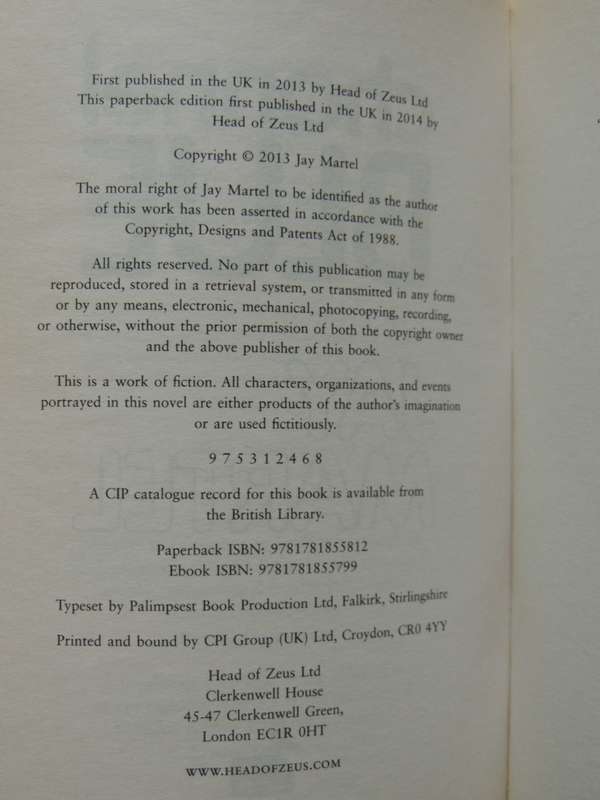 First published in the UK in 2013 by Head of Zeus Ltd
This paperback edition first published in the UK in 2014 by
Head of Zeus Ltd
Copyright © 2013 Jay Martel
The moral right of Jay Martel to be identified as the author
of this work has been asserted in accordance with the
Copyright, Designs and Patents Act of 1988.
All rights reserved. No part of this publication may be
reproduced, stored in a retrieval system, or transmitted in any form
or by any means, electronic, mechanical, photocopying, recording,
or otherwise, without the prior permission of both the copyright owner
and the above publisher of this book.
This is a work of fiction. All characters, organizations, and events
portrayed in this novel are either products of the author's imagination
or are used fictitiously.
9 7 5 3 1 2 4 6 8
A CIP catalogue record for this book is available from
the British Library.
Paperback ISBN: 9781781855812
Ebook ISBN: 9781781855799
Typeset by Palimpsest Book Production Ltd, Falkirk, Stirlingshire
Printed and bound by CPI Group (UK) Ltd, Croydon, CR0 4YY
Head of Zeus Ltd
Clerkenwell House
45-47 Clerkenwell Green,
London EC1R 0HT
WWW.HEADOFZEUS.COM